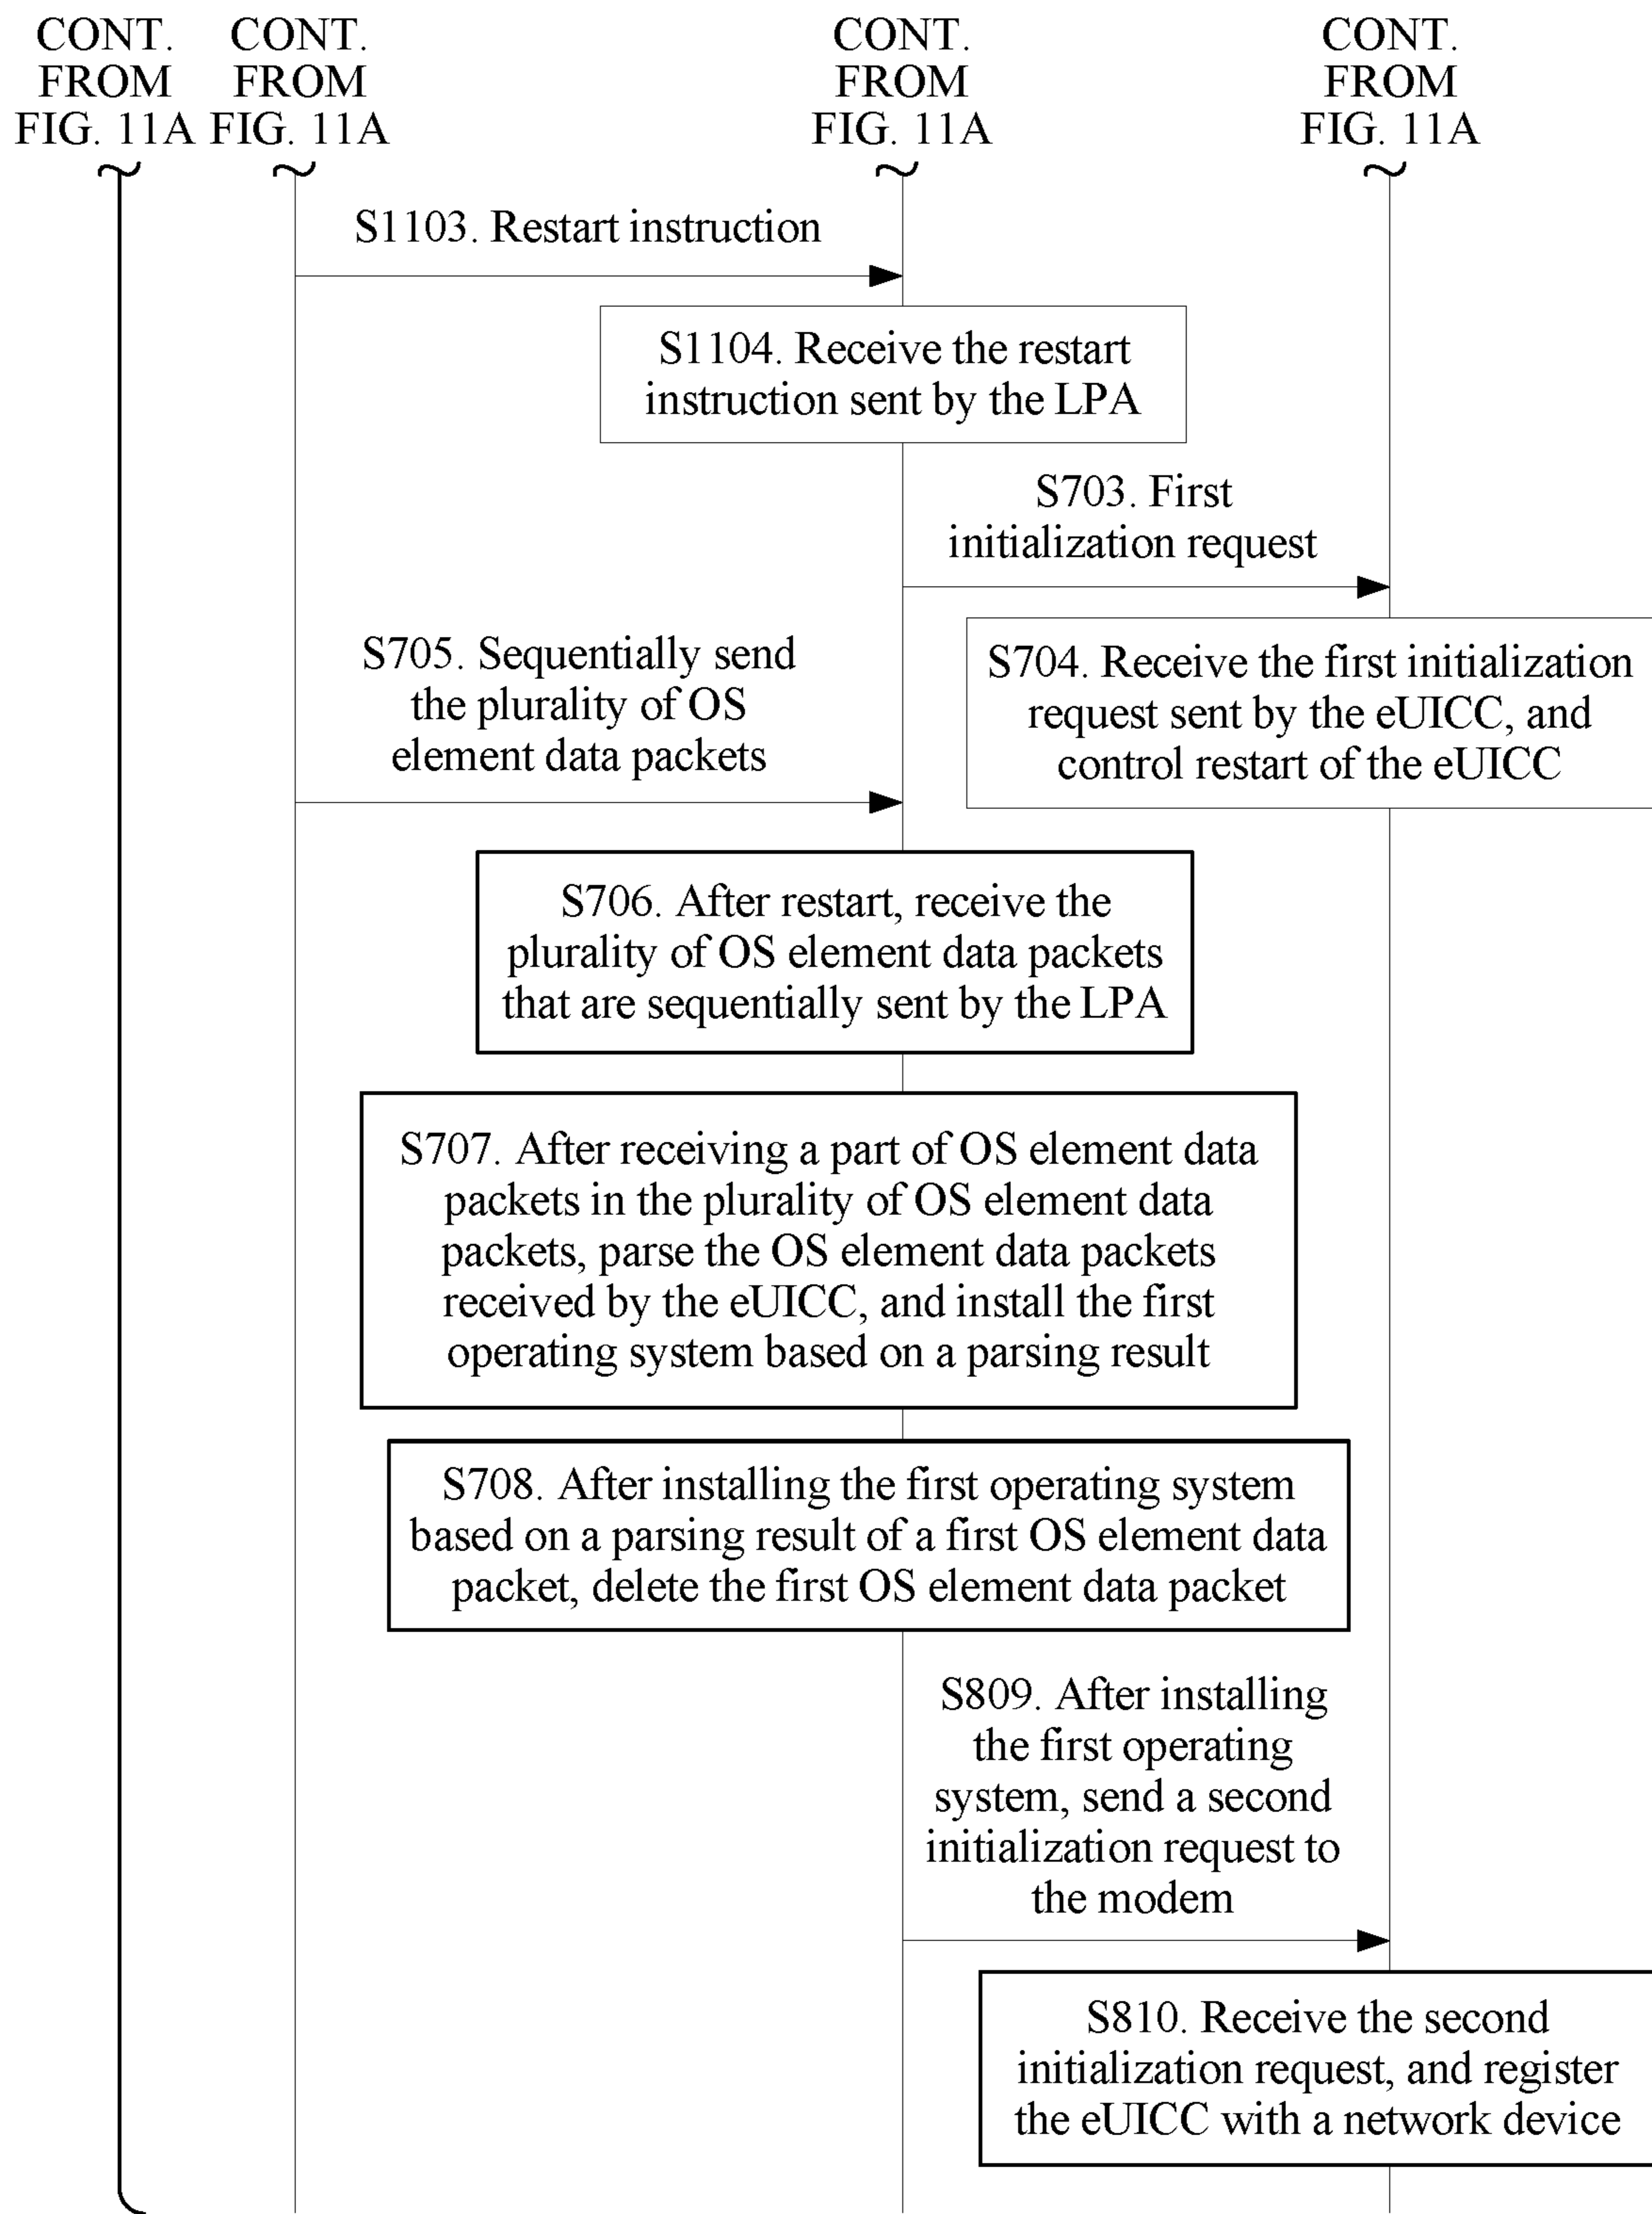 CONT.
FROM
FIG. 11A
CONT.
FROM
FIG. 11A
CONT.
FROM
FIG. 11A
CONT.
FROM
FIG. 11A
S1103. Restart instruction
S1104. Receive the restart
instruction sent by the LPA
S703. First
initialization request
S704. Receive the first initialization
request sent by the eUICC, and
control restart of the eUICC
S705. Sequentially send
the plurality of OS
element data packets
S706. After restart, receive the
plurality of OS element data packets
that are sequentially sent by the LPA
S707. After receiving a part of OS element data
packets in the plurality of OS element data
packets, parse the OS element data packets
received by the eUICC, and install the first
operating system based on a parsing result
S708. After installing the first operating system
based on a parsing result of a first OS element data
packet, delete the first OS element data packet
S809. After installing
the first operating
system, send a second
initialization request to
the modem
S810. Receive the second
initialization request, and register
the eUICC with a network device